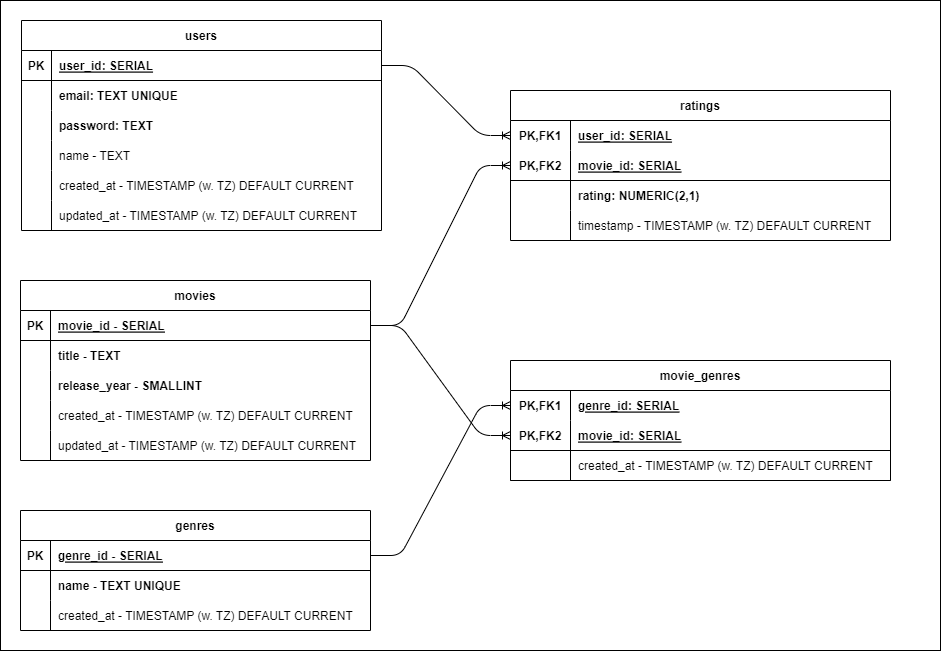 users
PK user_id: SERIAL
email: TEXT UNIQUE
password: TEXT
name - TEXT
created_at - TIMESTAMP (w. TZ) DEFAULT CURRENT
updated_at - TIMESTAMP (w. TZ) DEFAULT CURRENT
ratings
PK,FK1 user_id: SERIAL
PK,FK2 movie_id: SERIAL
rating: NUMERIC(2,1)
timestamp - TIMESTAMP (w. TZ) DEFAULT CURRENT
movies
PK movie_id - SERIAL
title - TEXT
release_year - SMALLINT
created_at - TIMESTAMP (w. TZ) DEFAULT CURRENT
updated_at - TIMESTAMP (w. TZ) DEFAULT CURRENT
movie_genres
PK,FK1 genre_id: SERIAL
PK,FK2 movie_id: SERIAL
created_at - TIMESTAMP (w. TZ) DEFAULT CURRENT
genres
PK genre_id - SERIAL
name - TEXT UNIQUE
created_at - TIMESTAMP (w. TZ) DEFAULT CURRENT